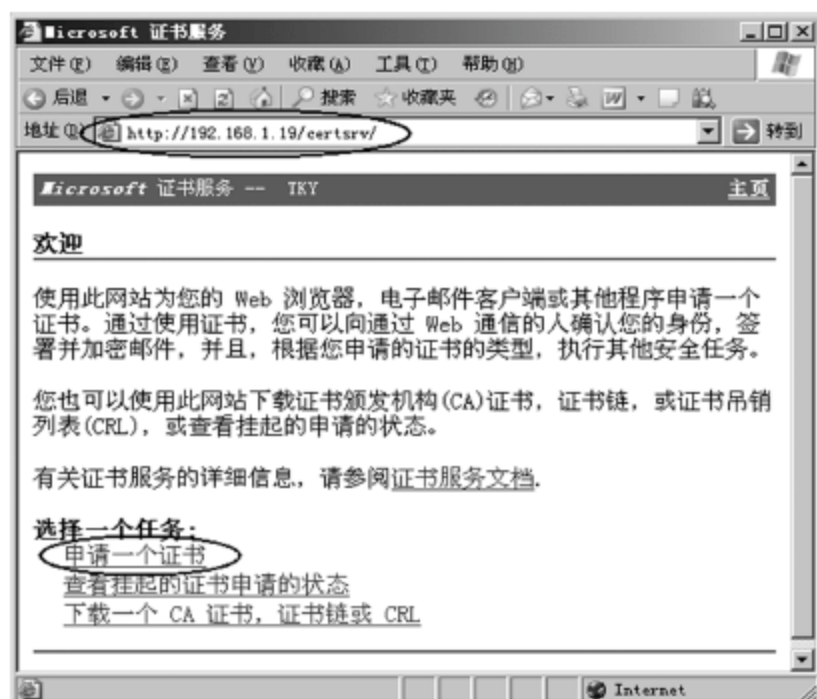 Microsoft 证书服务
文件(F) 编辑(E) 查看(V) 收藏(A) 工具(T) 帮助(H)
后退 搜索 收藏夹
地址(D) http://192.168.1.19/certsrv/ 转到
Microsoft 证书服务 -- TKY 主页
欢迎
使用此网站为您的 Web 浏览器，电子邮件客户端或其他程序申请一个
证书。通过使用证书，您可以向通过 Web 通信的人确认您的身份，签
署并加密邮件，并且，根据您申请的证书的类型，执行其他安全任务。
您也可以使用此网站下载证书颁发机构(CA)证书，证书链，或证书吊销
列表(CRL)，或查看挂起的申请的状态。
有关证书服务的详细信息，请参阅证书服务文档.
选择一个任务:
申请一个证书
查看挂起的证书申请的状态
下载一个 CA 证书，证书链或 CRL
Internet